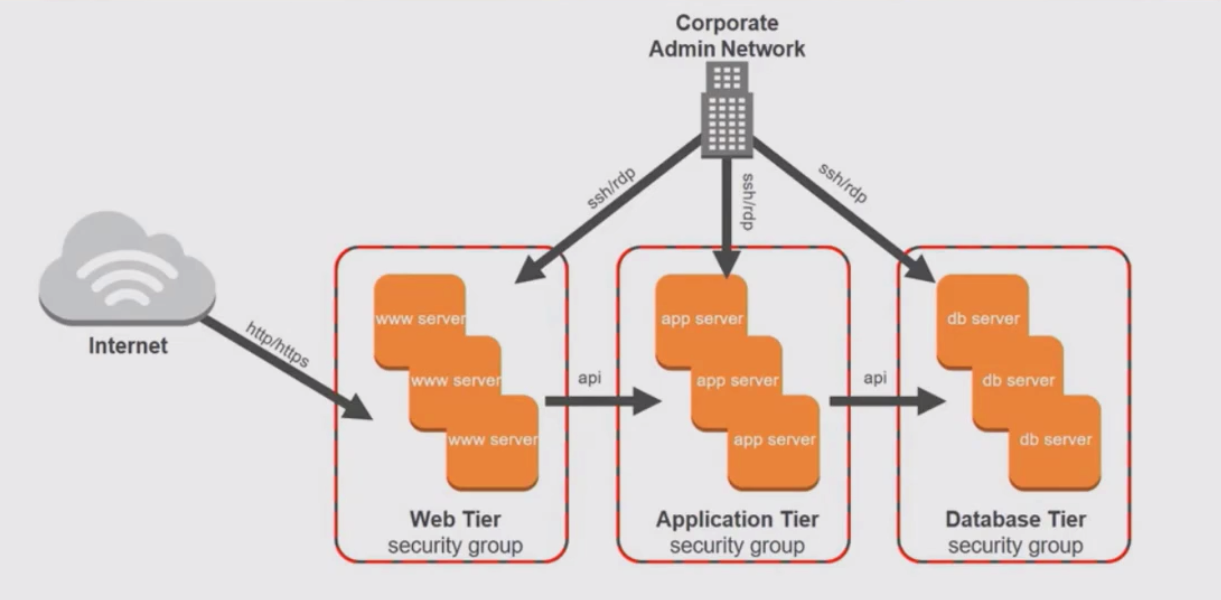 Corporate
Admin Network
ssh/rdp
ssh/rdp
ssh/rdp
Internet
http/https
www server
www server
www server
api
app server
app server
app server
api
db server
db server
db server
Web Tier
security group
Application Tier
security group
Database Tier
security group